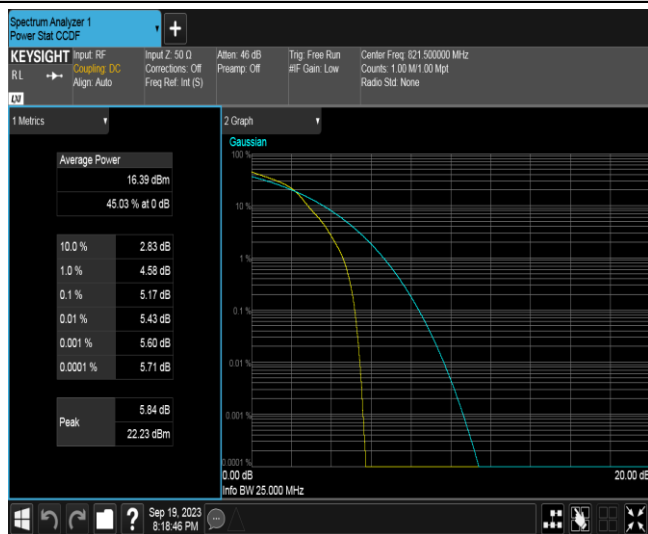 Spectrum Analyzer 1
Power Stat CCDF
+
KEYSIGHT Input: RF Input Z: 50 Ω Atten: 46 dB Trig: Free Run Center Freq: 821.500000 MHz
RL Coupling: DC Corrections: Off Preamp: Off #IF Gain: Low Counts: 1.00 M/1.00 Mpt
Align: Auto Freq Ref: Int (S) Radio Std: None
LXI
1 Metrics
Average Power
16.39 dBm
45.03 % at 0 dB
10.0 % 2.83 dB
1.0 % 4.58 dB
0.1 % 5.17 dB
0.01 % 5.43 dB
0.001 % 5.60 dB
0.0001 % 5.71 dB
Peak 5.84 dB
22.23 dBm
2 Graph
Gaussian
100 %
10 %
1 %
0.1 %
0.01 %
0.001 %
0.0001 %
0.00 dB 20.00 dB
Info BW 25.000 MHz
? Sep 19, 2023
8:18:46 PM